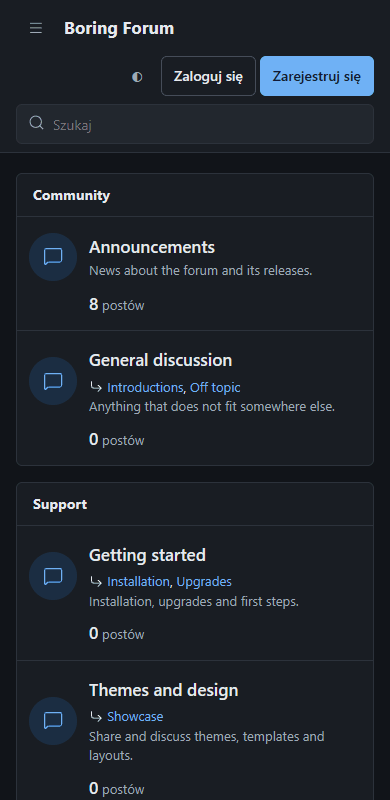 Boring Forum
Zaloguj się
Zarejestruj się
Szukaj
Community
Announcements
News about the forum and its releases.
8 postów
General discussion
Introductions, Off topic
Anything that does not fit somewhere else.
0 postów
Support
Getting started
Installation, Upgrades
Installation, upgrades and first steps.
0 postów
Themes and design
Showcase
Share and discuss themes, templates and
layouts.
0 postów